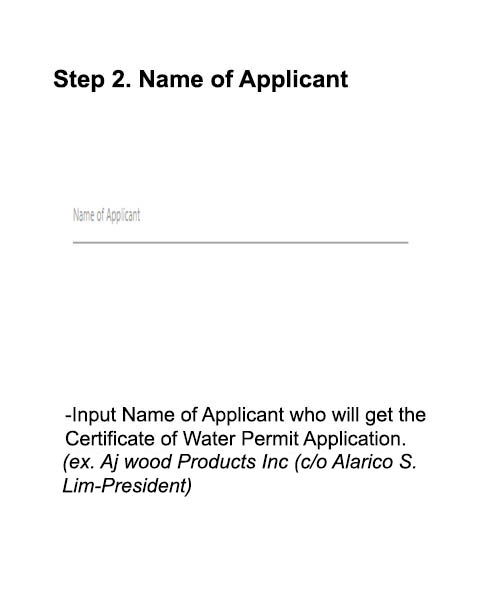 Step 2. Name of Applicant
Name of Applicant
-Input Name of Applicant who will get the
Certificate of Water Permit Application.
(ex. Aj wood Products Inc (c/o Alarico S.
Lim-President)